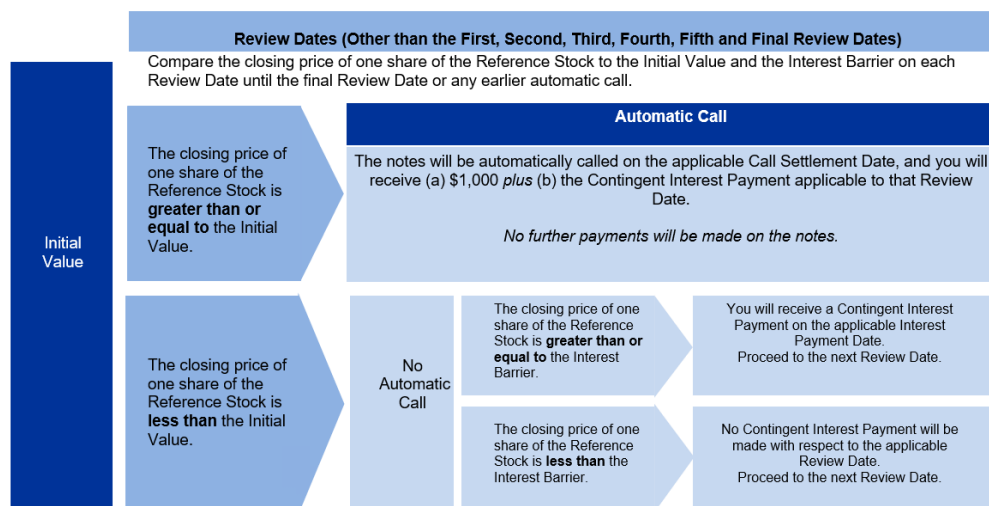 Review Dates (Other than the First, Second, Third, Fourth, Fifth and Final Review Dates)
Compare the closing price of one share of the Reference Stock to the Initial Value and the Interest Barrier on each
Review Date until the final Review Date or any earlier automatic call.
Initial
Value
The closing price of
one share of the
Reference Stock is
greater than or
equal to the Initial
Value.
Automatic Call
The notes will be automatically called on the applicable Call Settlement Date, and you will
receive (a) $1,000 plus (b) the Contingent Interest Payment applicable to that Review
Date.
No further payments will be made on the notes.
The closing price of
one share of the
Reference Stock is
less than the Initial
Value.
No
Automatic
Call
The closing price of one
share of the Reference
Stock is greater than or
equal to the Interest
Barrier.
You will receive a Contingent Interest
Payment on the applicable Interest
Payment Date.
Proceed to the next Review Date.
The closing price of one
share of the Reference
Stock is less than the
Interest Barrier.
No Contingent Interest Payment will be
made with respect to the applicable
Review Date.
Proceed to the next Review Date.